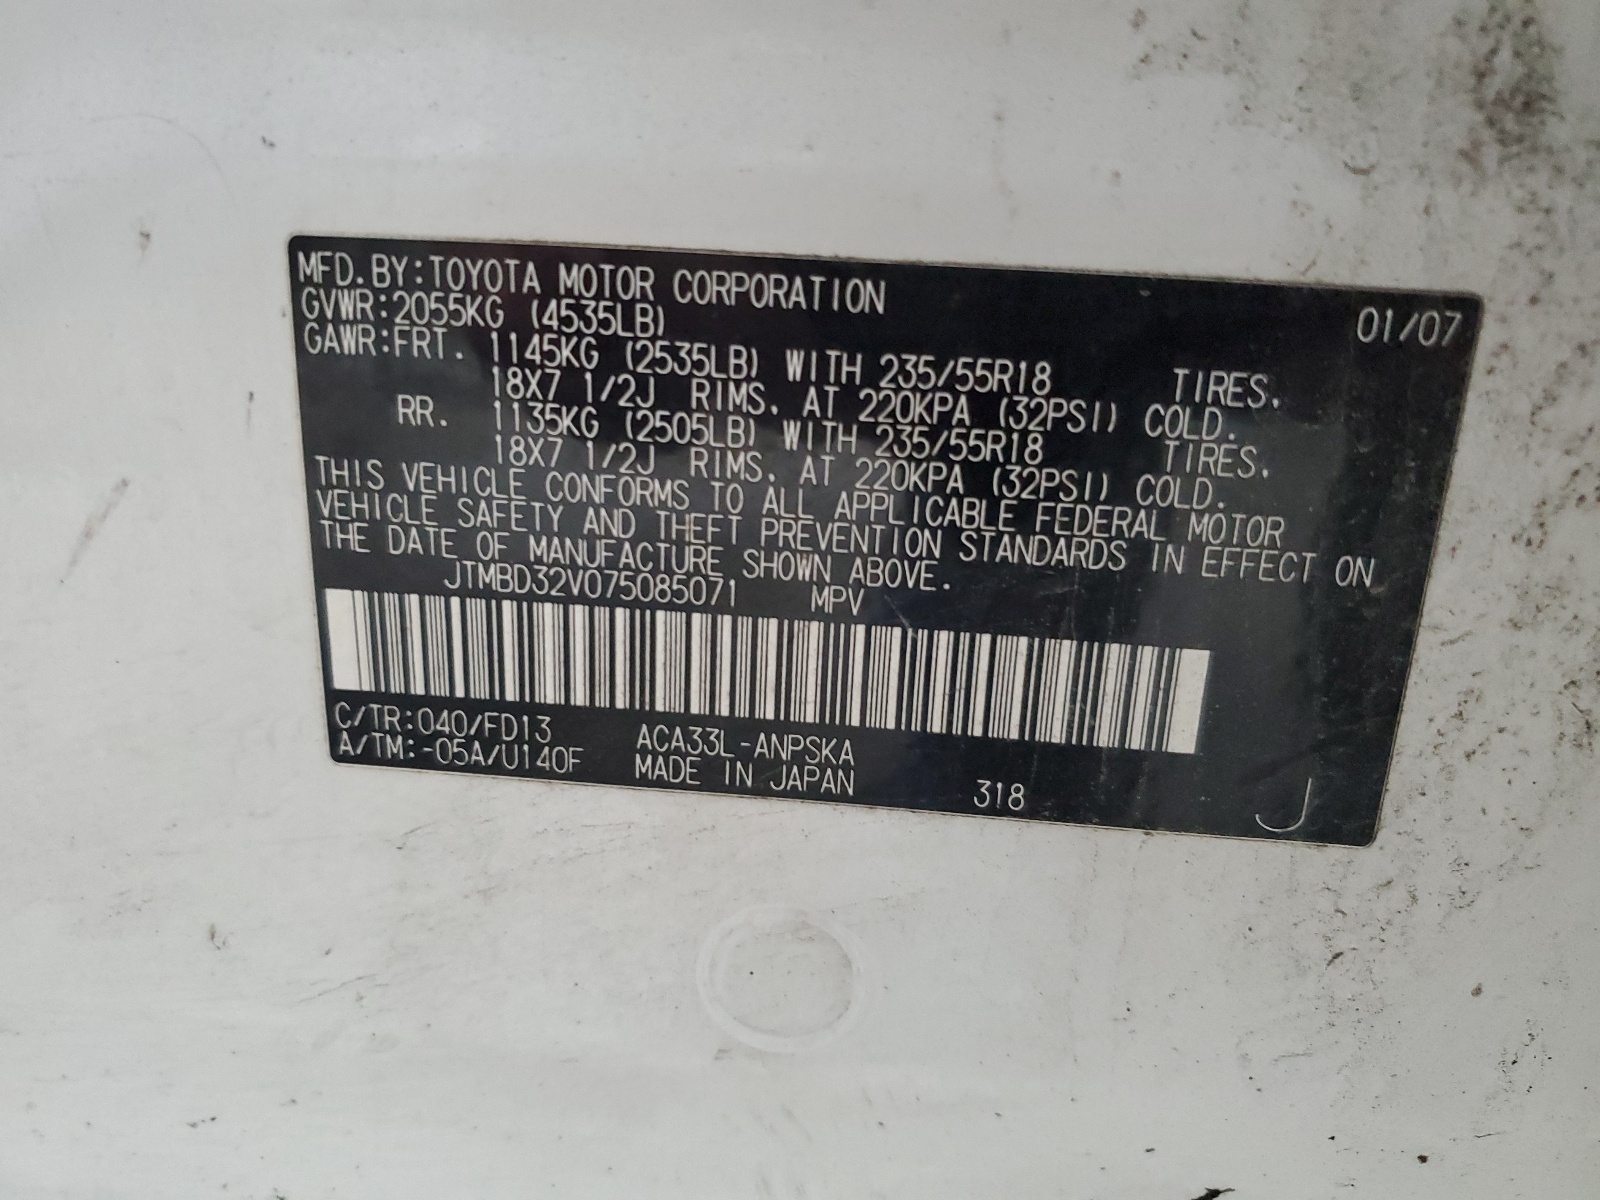 MFD. BY: TOYOTA MOTOR CORPORATION 01/07
GVWR: 2055KG (4535LB)
GAWR: FRT. 1145KG (2535LB) WITH 235/55R18 TIRES.
18X7 1/2J RIMS. AT 220KPA (32PSI) COLD.
RR. 1135KG (2505LB) WITH 235/55R18 TIRES.
18X7 1/2J RIMS. AT 220KPA (32PSI) COLD.
THIS VEHICLE CONFORMS TO ALL APPLICABLE FEDERAL MOTOR
VEHICLE SAFETY AND THEFT PREVENTION STANDARDS IN EFFECT ON
THE DATE OF MANUFACTURE SHOWN ABOVE.
JTMBD32V075085071 MPV
C/TR: 040/FD13 ACA33L-ANPSKA
A/TM: -05A/U140F MADE IN JAPAN 318 J